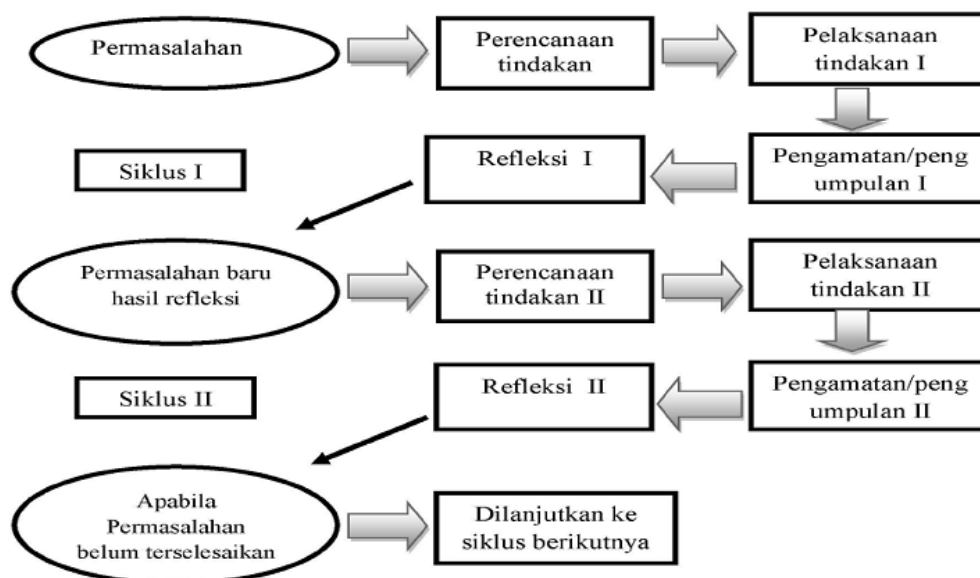 Permasalahan
Perencanaan
tindakan
Pelaksanaan
tindakan I
Siklus I
Refleksi I
Pengamatan/peng
umpulan I
Permasalahan baru
hasil refleksi
Perencanaan
tindakan II
Pelaksanaan
tindakan II
Siklus II
Refleksi II
Pengamatan/peng
umpulan II
Apabila
Permasalahan
belum terselesaikan
Dilanjutkan ke
siklus berikutnya